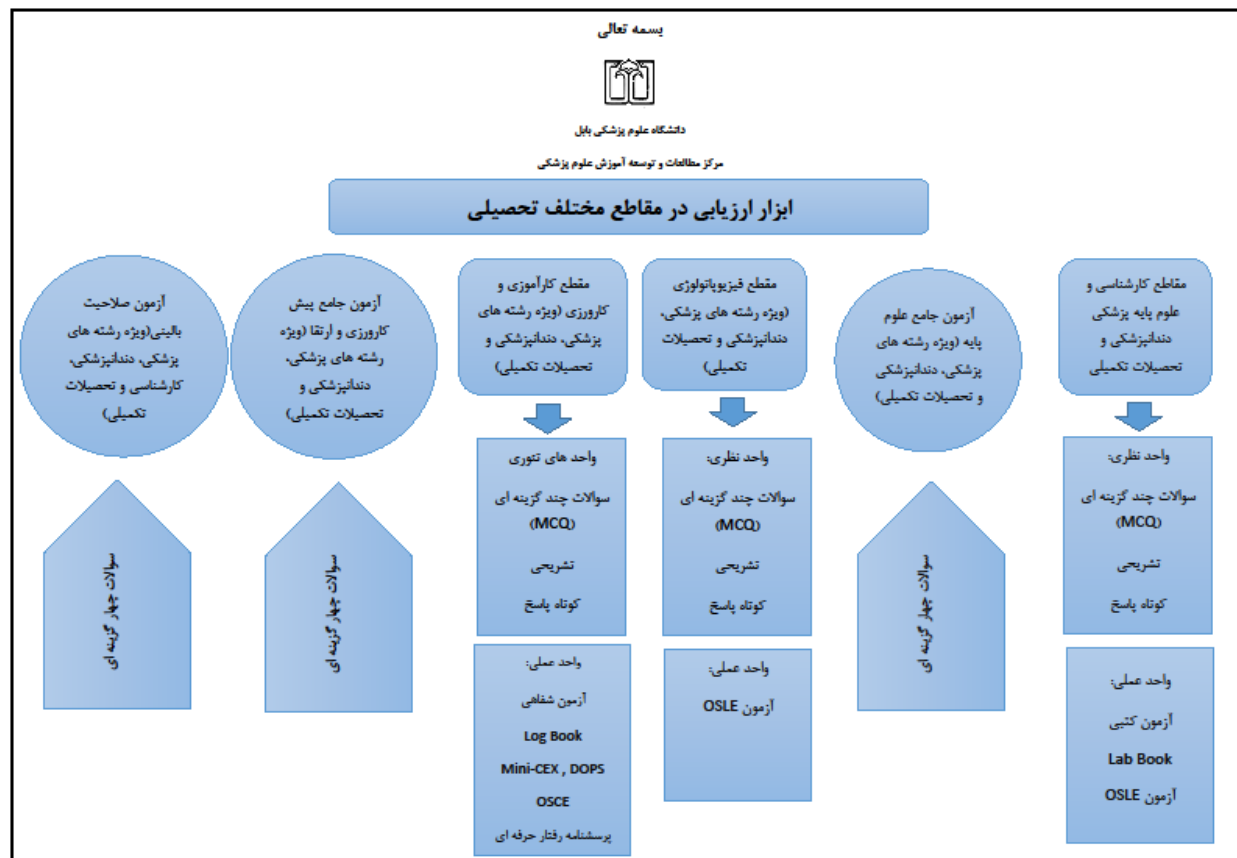 بسمه تعالی
دانشگاه علوم پزشکی بابل
مرکز مطالعات و توسعه آموزش علوم پزشکی
ابزار ارزیابی در مقاطع مختلف تحصیلی
مقاطع کارشناسی و
علوم پایه پزشکی
دندانپزشکی و
تحصیلات تکمیلی
واحد نظری:
سوالات چند گزینه ای
(MCQ)
تشریحی
کوتاه پاسخ
واحد عملی:
آزمون کتبی
Lab Book
آزمون OSLE
آزمون جامع علوم
پایه (ویژه رشته های
پزشکی، دندانپزشکی
و تحصیلات تکمیلی)
سوالات چهار گزینه ای
مقطع فیزیوپاتولوژی
(ویژه رشته های پزشکی،
دندانپزشکی و تحصیلات
تکمیلی)
واحد نظری:
سوالات چند گزینه ای
(MCQ)
تشریحی
کوتاه پاسخ
واحد عملی:
آزمون OSLE
مقطع کارآموزی و
کارورزی (ویژه رشته های
پزشکی، دندانپزشکی و
تحصیلات تکمیلی)
واحد های تئوری
سوالات چند گزینه ای
(MCQ)
تشریحی
کوتاه پاسخ
واحد عملی:
آزمون شفاهی
Log Book
Mini-CEX , DOPS
OSCE
پرسشنامه رفتار حرفه ای
آزمون جامع پیش
کارورزی و ارتقا (ویژه
رشته های پزشکی،
دندانپزشکی و
تحصیلات تکمیلی)
سوالات چهار گزینه ای
آزمون صلاحیت
بالینی(ویژه رشته های
پزشکی، دندانپزشکی،
کارشناسی و تحصیلات
تکمیلی)
سوالات چهار گزینه ای